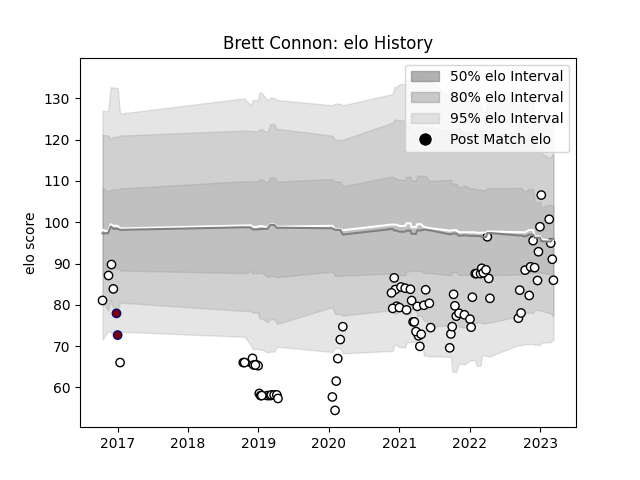 Brett Connon: elo History
50% elo Interval
80% elo Interval
95% elo Interval
Post Match elo
elo score
130
120
110
100
90
80
70
60
2017 2018 2019 2020 2021 2022 2023